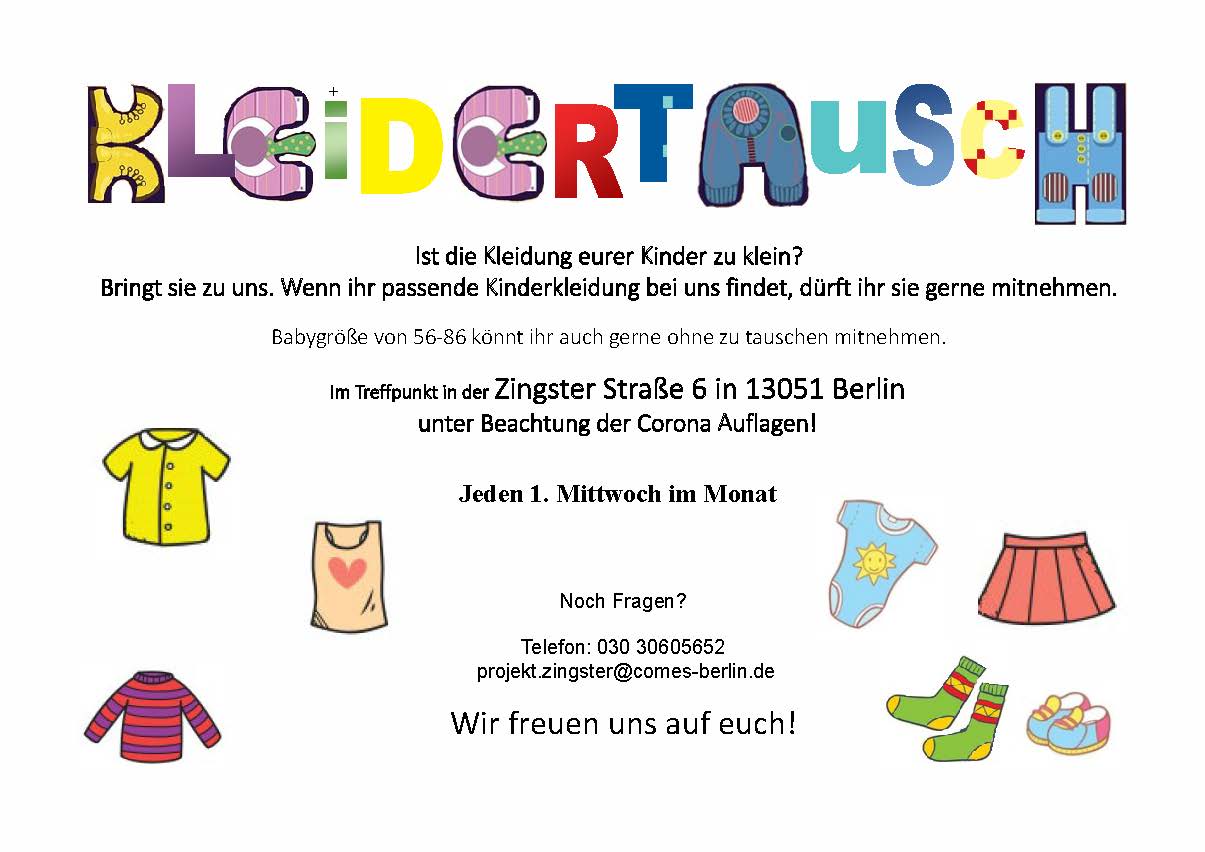 KLEiDERTAuScH
Ist die Kleidung eurer Kinder zu klein?
Bringt sie zu uns. Wenn ihr passende Kinderkleidung bei uns findet, dürft ihr sie gerne mitnehmen.
Babygröße von 56-86 könnt ihr auch gerne ohne zu tauschen mitnehmen.
Im Treffpunkt in der Zingster Straße 6 in 13051 Berlin
unter Beachtung der Corona Auflagen!
Jeden 1. Mittwoch im Monat
Noch Fragen?
Telefon: 030 30605652
projekt.zingster@comes-berlin.de
Wir freuen uns auf euch!